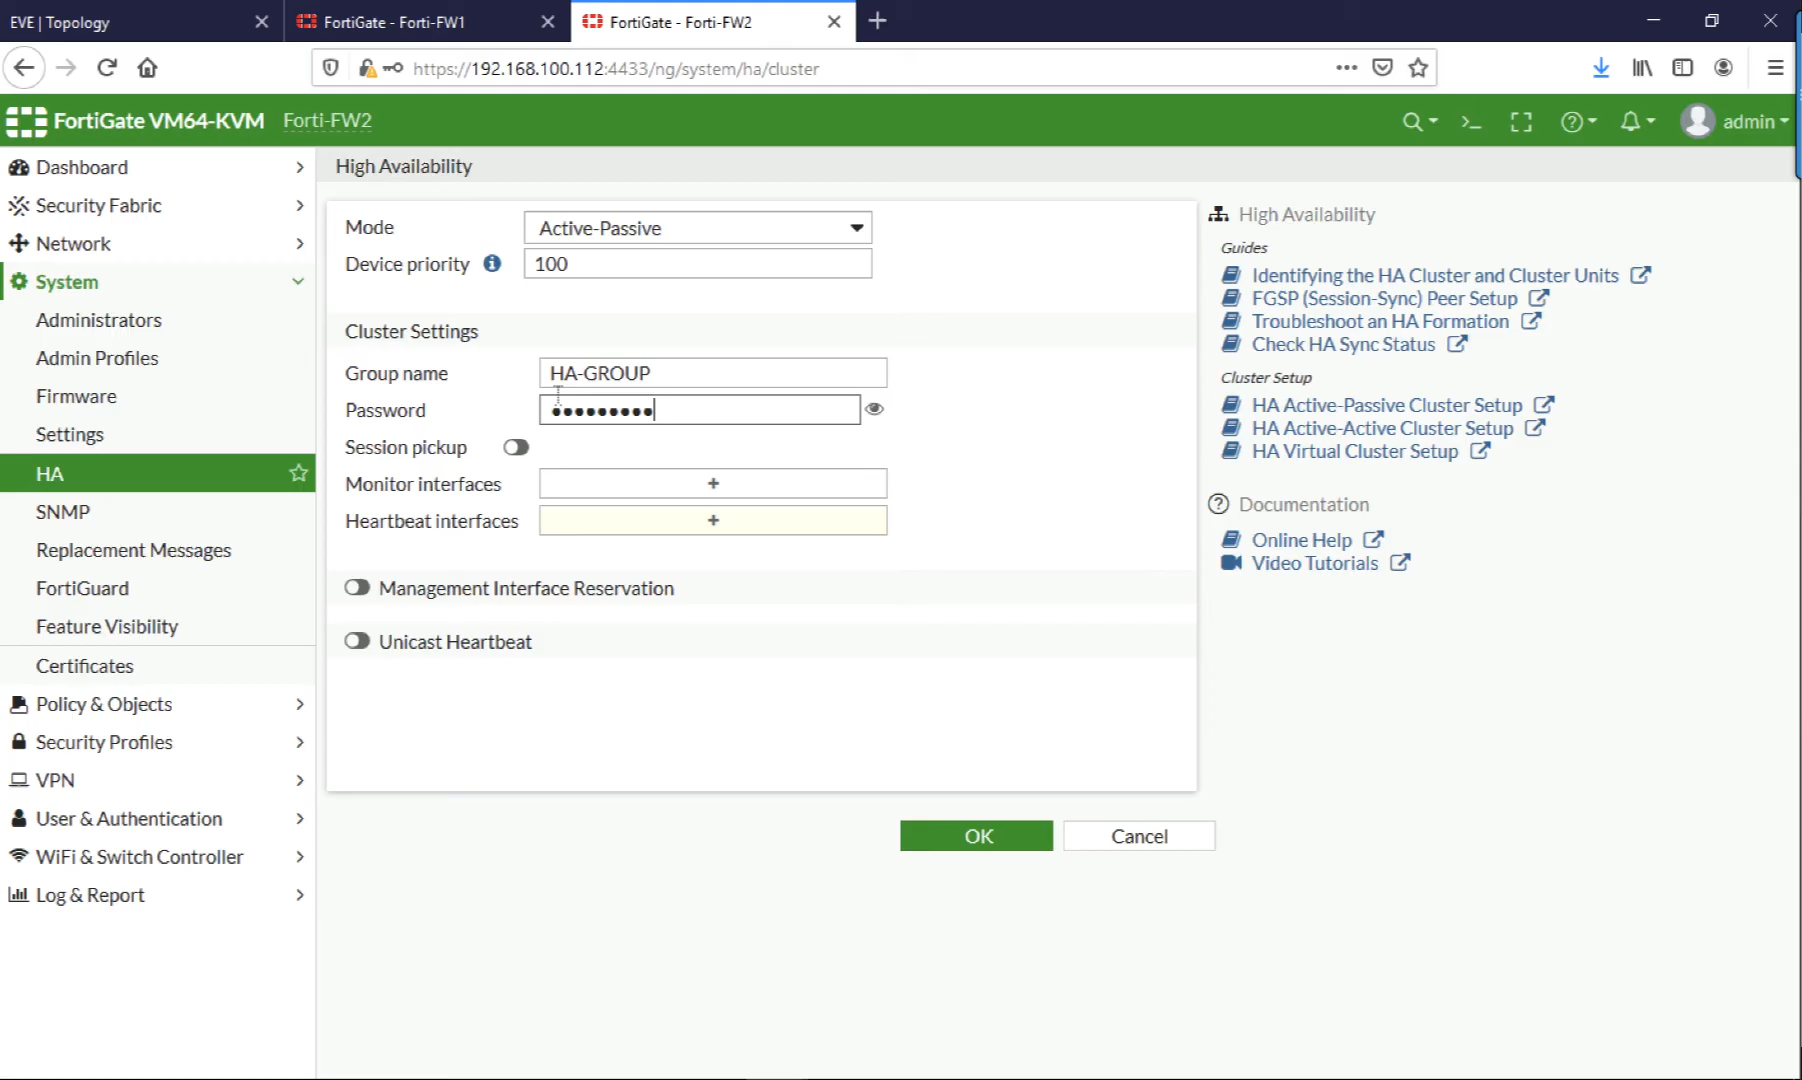 EVE | Topology
FortiGate - Forti-FW1
FortiGate - Forti-FW2
https://192.168.100.112:4433/ng/system/ha/cluster
FortiGate VM64-KVM Forti-FW2
admin
Dashboard
Security Fabric
Network
System
Administrators
Admin Profiles
Firmware
Settings
HA
SNMP
Replacement Messages
FortiGuard
Feature Visibility
Certificates
Policy & Objects
Security Profiles
VPN
User & Authentication
WiFi & Switch Controller
Log & Report
High Availability
Mode Active-Passive
Device priority 100
Cluster Settings
Group name HA-GROUP
Password •••••••••
Session pickup
Monitor interfaces +
Heartbeat interfaces +
Management Interface Reservation
Unicast Heartbeat
OK Cancel
High Availability
Guides
Identifying the HA Cluster and Cluster Units
FGSP (Session-Sync) Peer Setup
Troubleshoot an HA Formation
Check HA Sync Status
Cluster Setup
HA Active-Passive Cluster Setup
HA Active-Active Cluster Setup
HA Virtual Cluster Setup
Documentation
Online Help
Video Tutorials